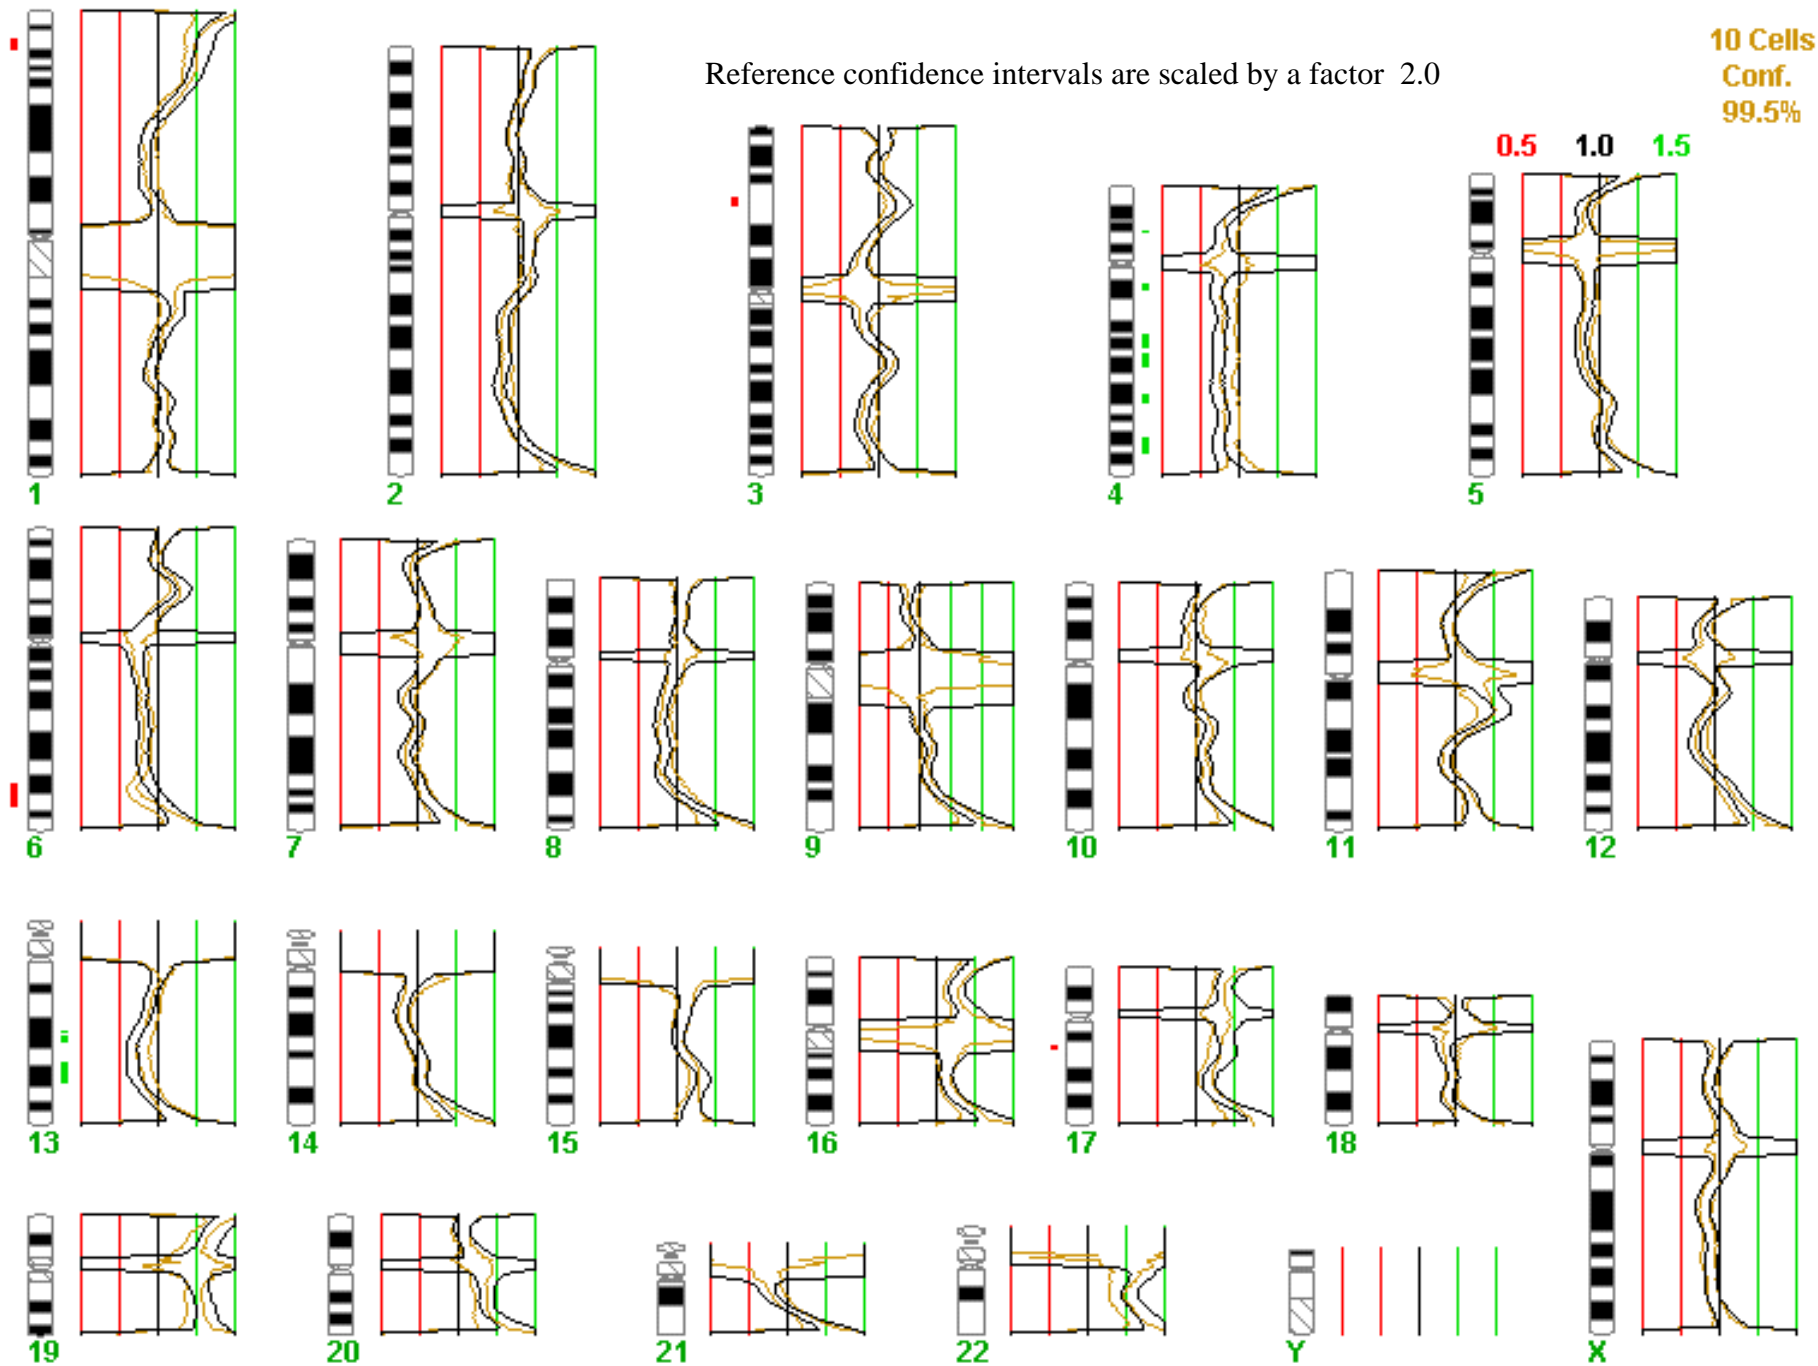 Reference confidence intervals are scaled by a factor 2.0
10 Cells
Conf.
99.5%
0.5 1.0 1.5
1 2 3 4 5
6 7 8 9 10 11 12
13 14 15 16 17 18
19 20 21 22 Y X